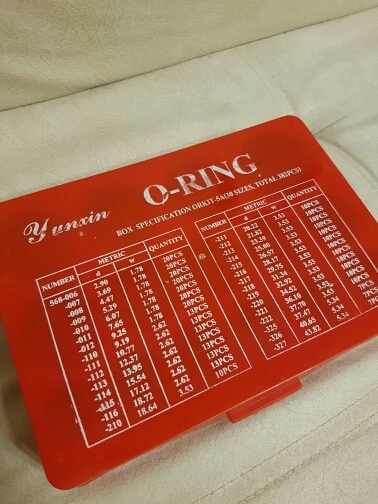 Yunxin O-RING
BOX SPECIFICATION ORKIT-5A(30 SIZES, TOTAL 382PCS)
NUMBER METRIC QUANTITY
d w
568-006 2.90 1.78 20PCS
-007 3.69 1.78 20PCS
-008 4.47 1.78 20PCS
-009 5.29 1.78 20PCS
-010 6.07 1.78 20PCS
-011 7.65 1.78 20PCS
-012 9.25 1.78 20PCS
-110 9.19 2.62 13PCS
-111 10.77 2.62 13PCS
-112 12.37 2.62 13PCS
-113 13.95 2.62 13PCS
-114 15.54 2.62 13PCS
-115 17.12 2.62 13PCS
-116 18.72 2.62 13PCS
-210 18.64 3.53 10PCS
NUMBER METRIC QUANTITY
d w
-211 20.22 3.53 10PCS
-212 21.82 3.53 10PCS
-213 23.39 3.53 10PCS
-214 25.00 3.53 10PCS
-215 3.53 10PCS
-216 28.17 3.53 10PCS
-217 29.75 3.53 10PCS
-218 31.34 3.53 10PCS
-219 32.92 3.53 10PCS
-220 34.52 3.53 10PCS
-221 36.10 3.53 10PCS
-222 37.70 3.53 10PCS
-325 37.47 5.34 7PCS
-326 40.65 5.34 7PCS
-327 43.82 5.34 7PCS